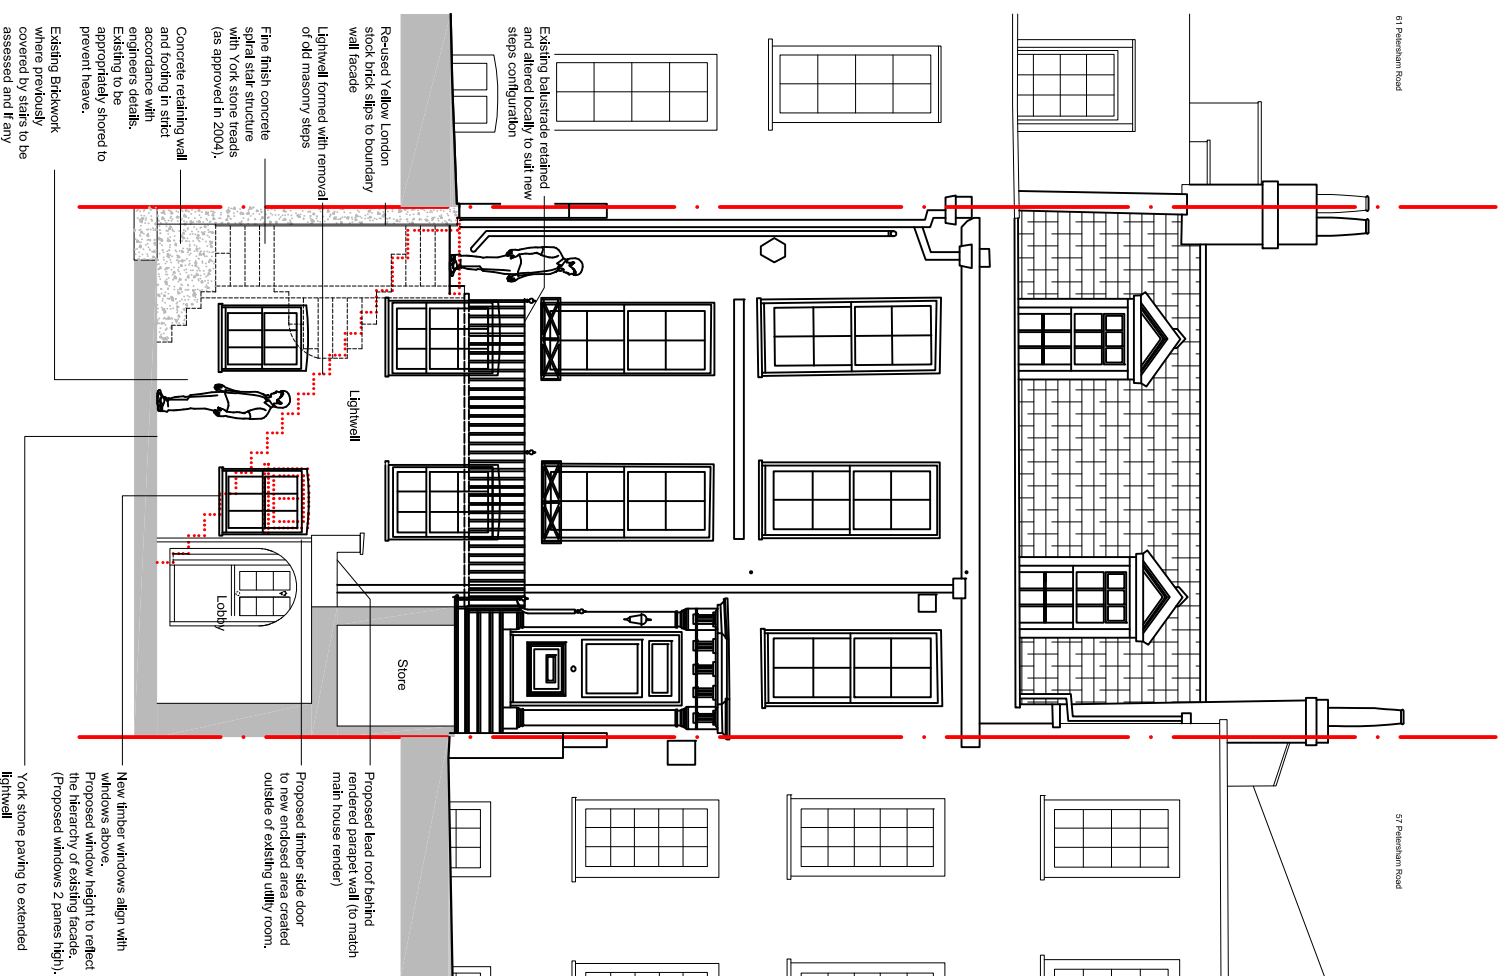 61 Petersham Road
Existing balustrade retained
and altered locally to suit new
steps configuration
Re-used Yellow London
stock brick slips to boundary
wall facade
Lightwell formed with removal
of old masonry steps
Fine finish concrete
spiral stair structure
with York stone treads
(as approved in 2004).
Concrete retaining wall
and footing in strict
accordance with
engineers details.
Existing to be
appropriately shored to
prevent heave.
Existing Brickwork
where previously
covered by stairs to be
assessed and if any
Lightwell
Lobby
Store
57 Petersham Road
Proposed lead roof behind
rendered parapet wall (to match
main house render)
Proposed timber side door
to new enclosed area created
outside of existing utility room.
New timber windows align with
windows above.
Proposed window height to reflect
the hierarchy of existing facade.
(Proposed windows 2 panes high).
York stone paving to extended
lightwell